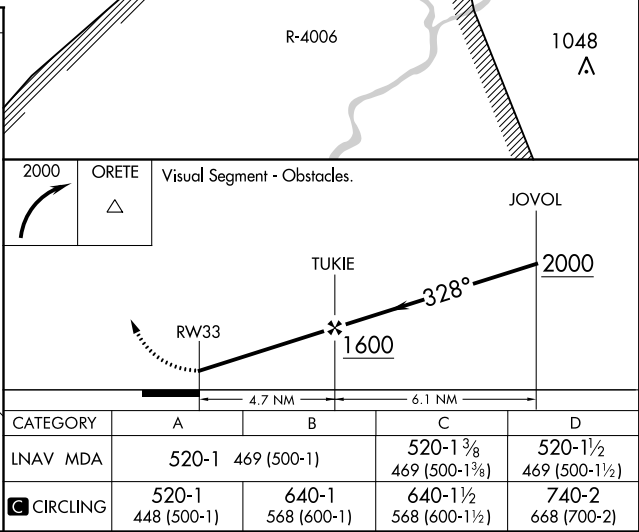 R-4006
1048
2000 ORETE Visual Segment - Obstacles.
JOVOL
TUKIE 2000
328°
RW33 1600
4.7 NM 6.1 NM
CATEGORY A B C D
LNAV MDA 520-1 469 (500-1) 520-1⅜ 469 (500-1⅜) 520-1½ 469 (500-1½)
C CIRCLING 520-1 448 (500-1) 640-1 568 (600-1) 640-1½ 568 (600-1½) 740-2 668 (700-2)